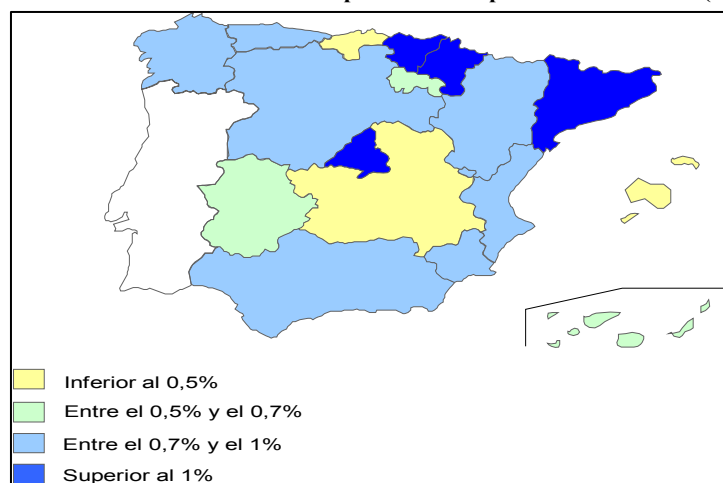 Inferior al 0,5%
Entre el 0,5% y el 0,7%
Entre el 0,7% y el 1%
Superior al 1%